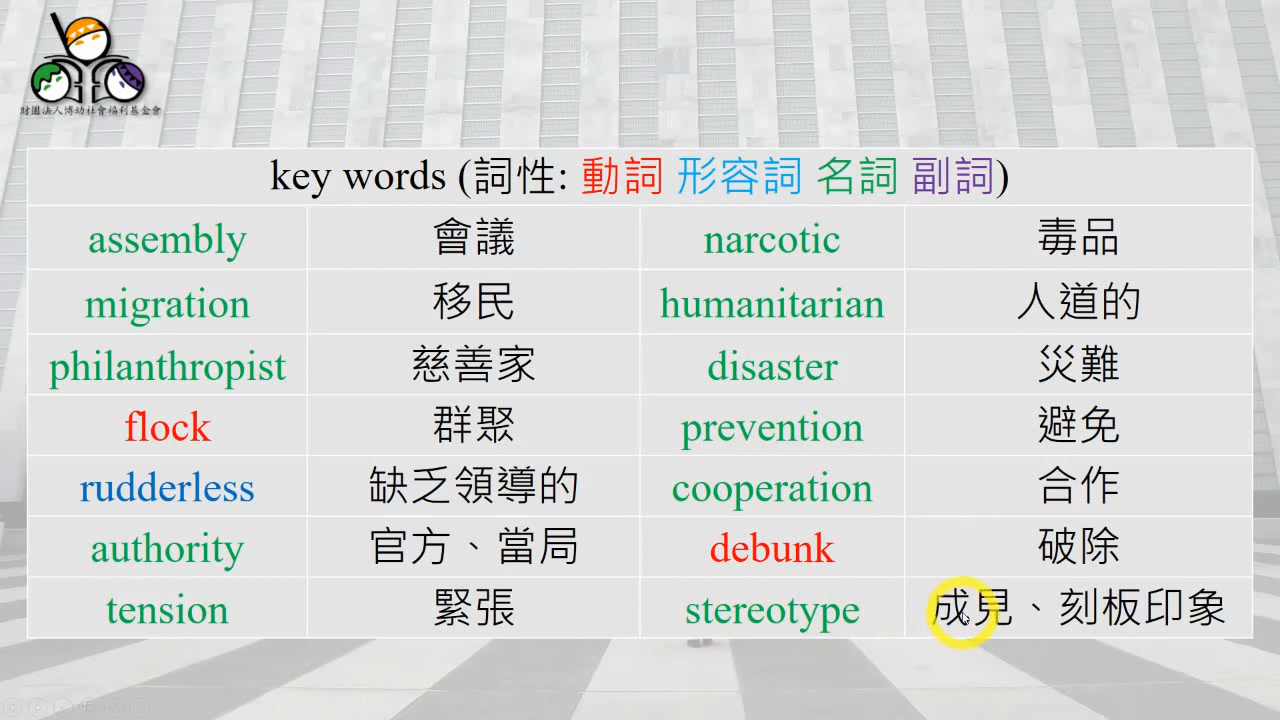 財團法人博幼社會福利基金會
key words (詞性: 動詞 形容詞 名詞 副詞)
assembly 會議 narcotic 毒品
migration 移民 humanitarian 人道的
philanthropist 慈善家 disaster 災難
flock 群聚 prevention 避免
rudderless 缺乏領導的 cooperation 合作
authority 官方、當局 debunk 破除
tension 緊張 stereotype 成見、刻板印象